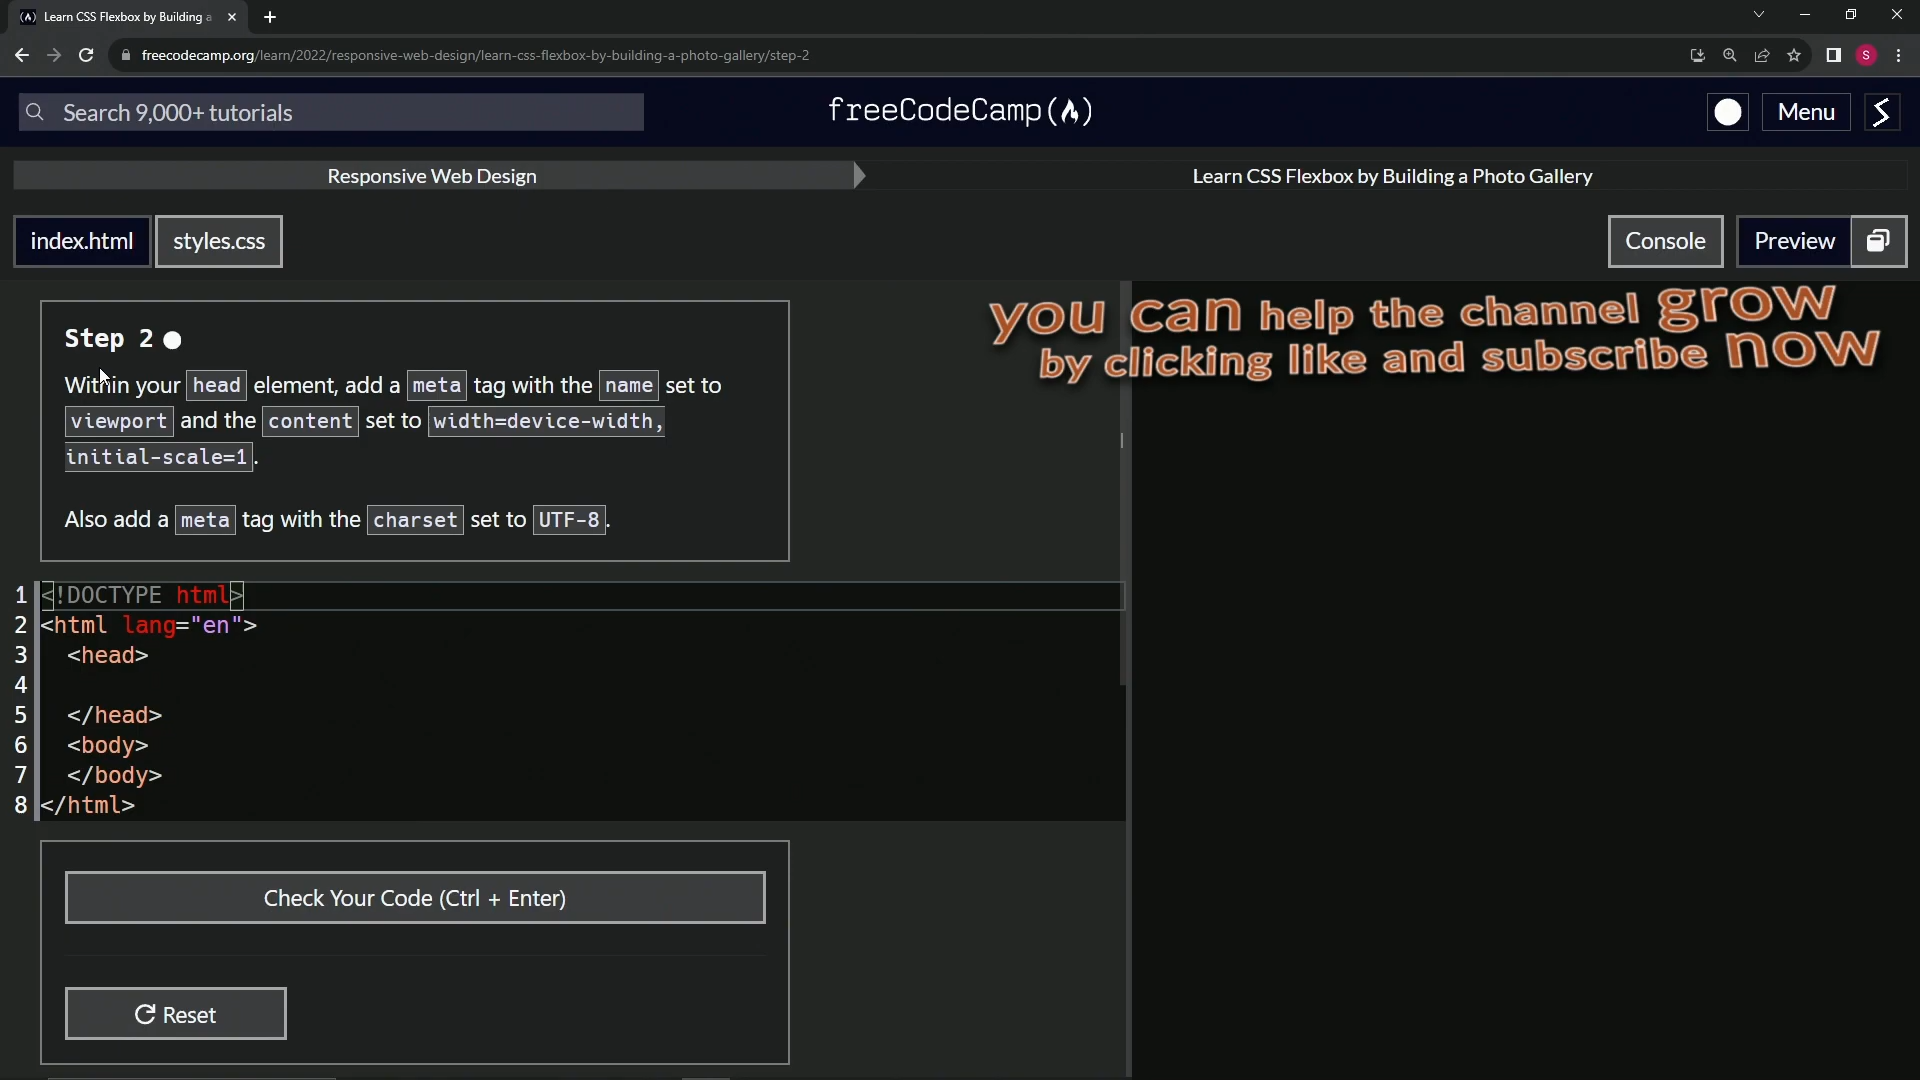 Learn CSS Flexbox by Building a
freecodecamp.org/learn/2022/responsive-web-design/learn-css-flexbox-by-building-a-photo-gallery/step-2
S
Search 9,000+ tutorials
freeCodeCamp(🔥)
Menu
Responsive Web Design
Learn CSS Flexbox by Building a Photo Gallery
index.html
styles.css
Console
Preview
you can help the channel grow
by clicking like and subscribe now
Step 2
Within your head element, add a meta tag with the name set to
viewport and the content set to width=device-width,
initial-scale=1.
Also add a meta tag with the charset set to UTF-8.
1 <!DOCTYPE html>
2 <html lang="en">
3 <head>
4
5 </head>
6 <body>
7 </body>
8 </html>
Check Your Code (Ctrl + Enter)
Reset